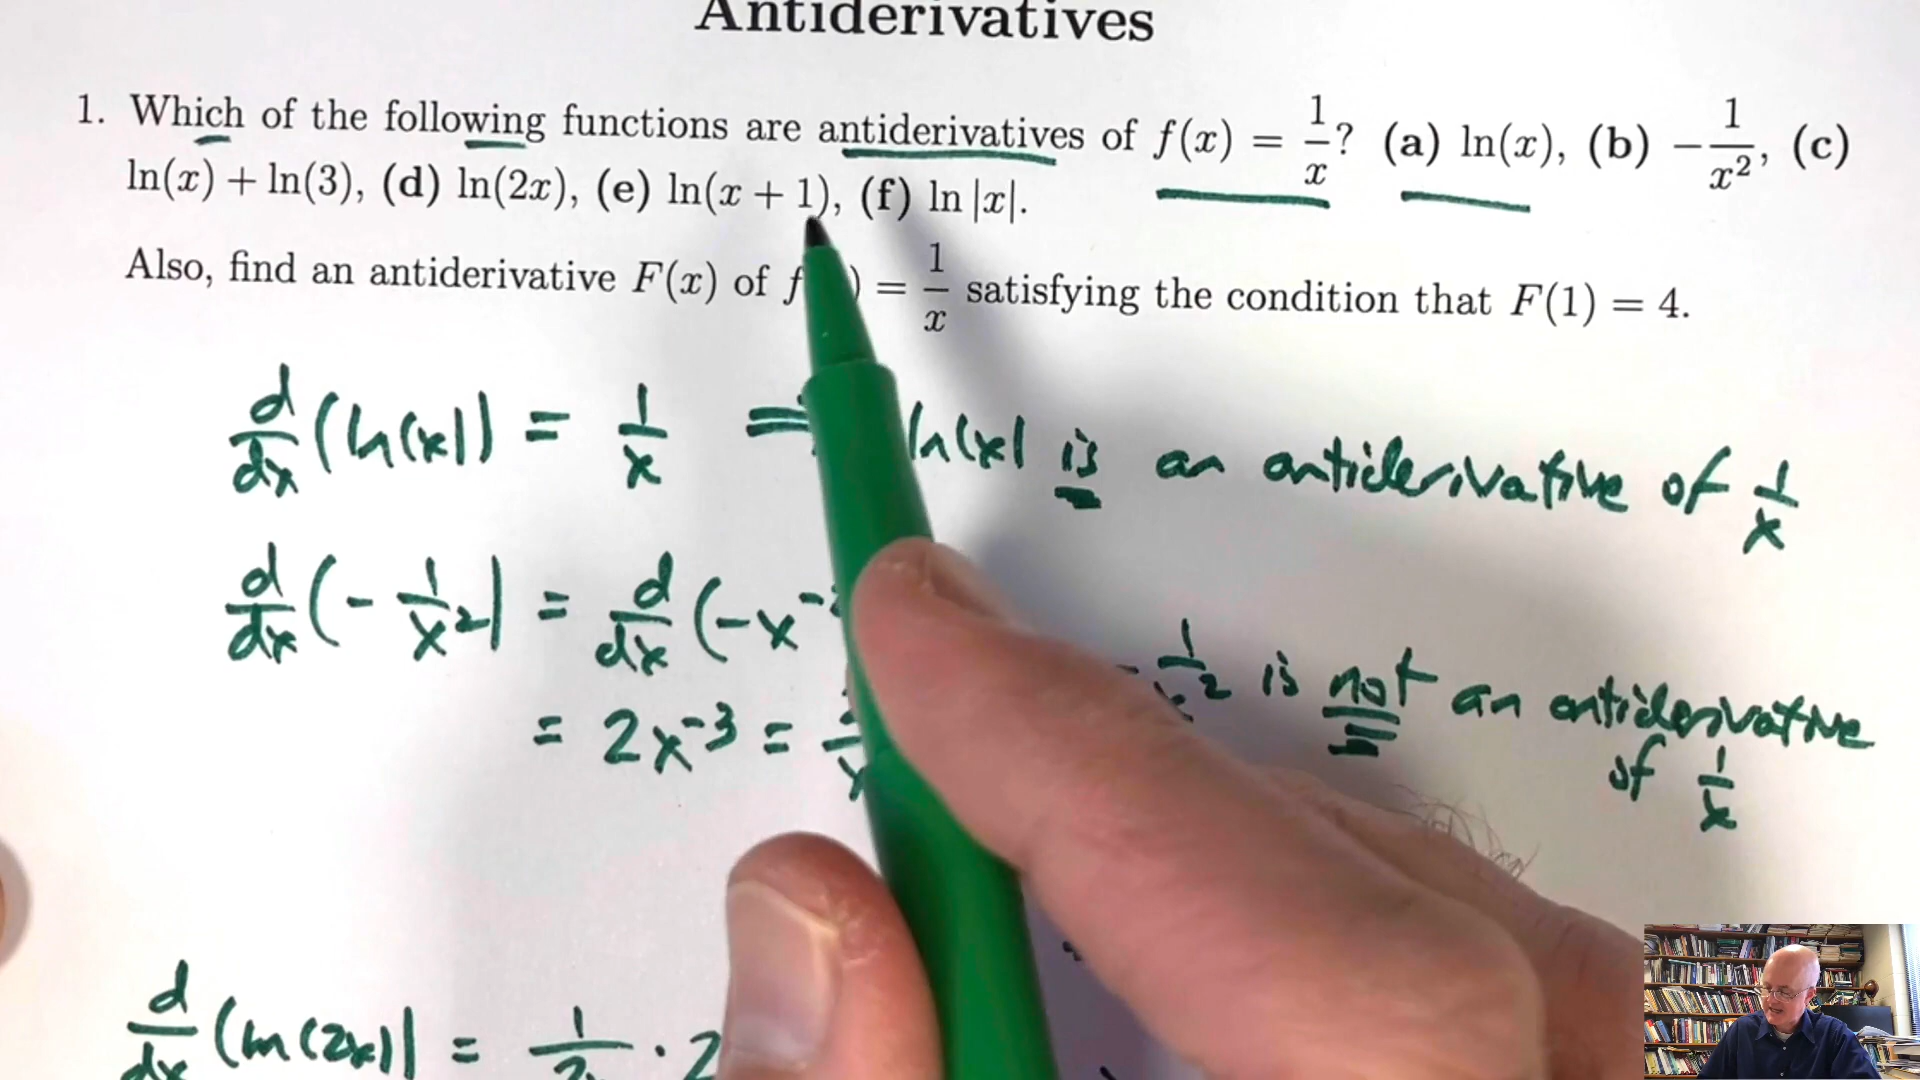 Antiderivatives
1. Which of the following functions are antiderivatives of f(x) = 1/x? (a) ln(x), (b) −1/x², (c)
ln(x) + ln(3), (d) ln(2x), (e) ln(x + 1), (f) ln |x|.
Also, find an antiderivative F(x) of f ) = 1/x satisfying the condition that F(1) = 4.
d/dx (ln(x)) = 1/x = ln(x) is an antiderivative of 1/x
d/dx (- 1/x²) = d/dx (-x⁻
= 2x⁻³ = is not an antiderivative
of 1/x
d/dx (ln(2x)) = 1/2 · 2